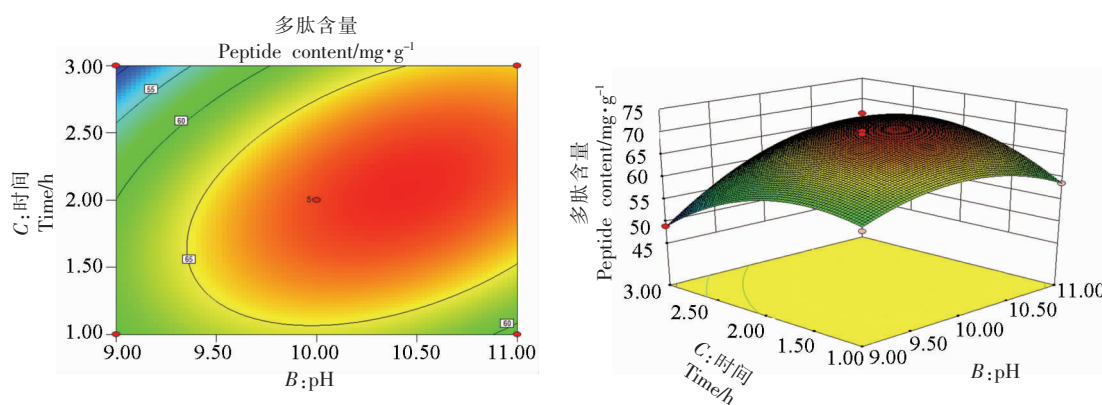 多肽含量
Peptide content/mg·g⁻¹
3.00
2.50
2.00
1.50
1.00
C:时间
Time/h
55
60
5
65
60
9.00 9.50 10.00 10.50 11.00
B:pH
多肽含量
Peptide content/mg·g⁻¹
75
70
65
60
55
50
45
3.00
2.50
2.00
1.50
1.00
C:时间
Time/h
9.00
9.50
10.00
10.50
11.00
B:pH